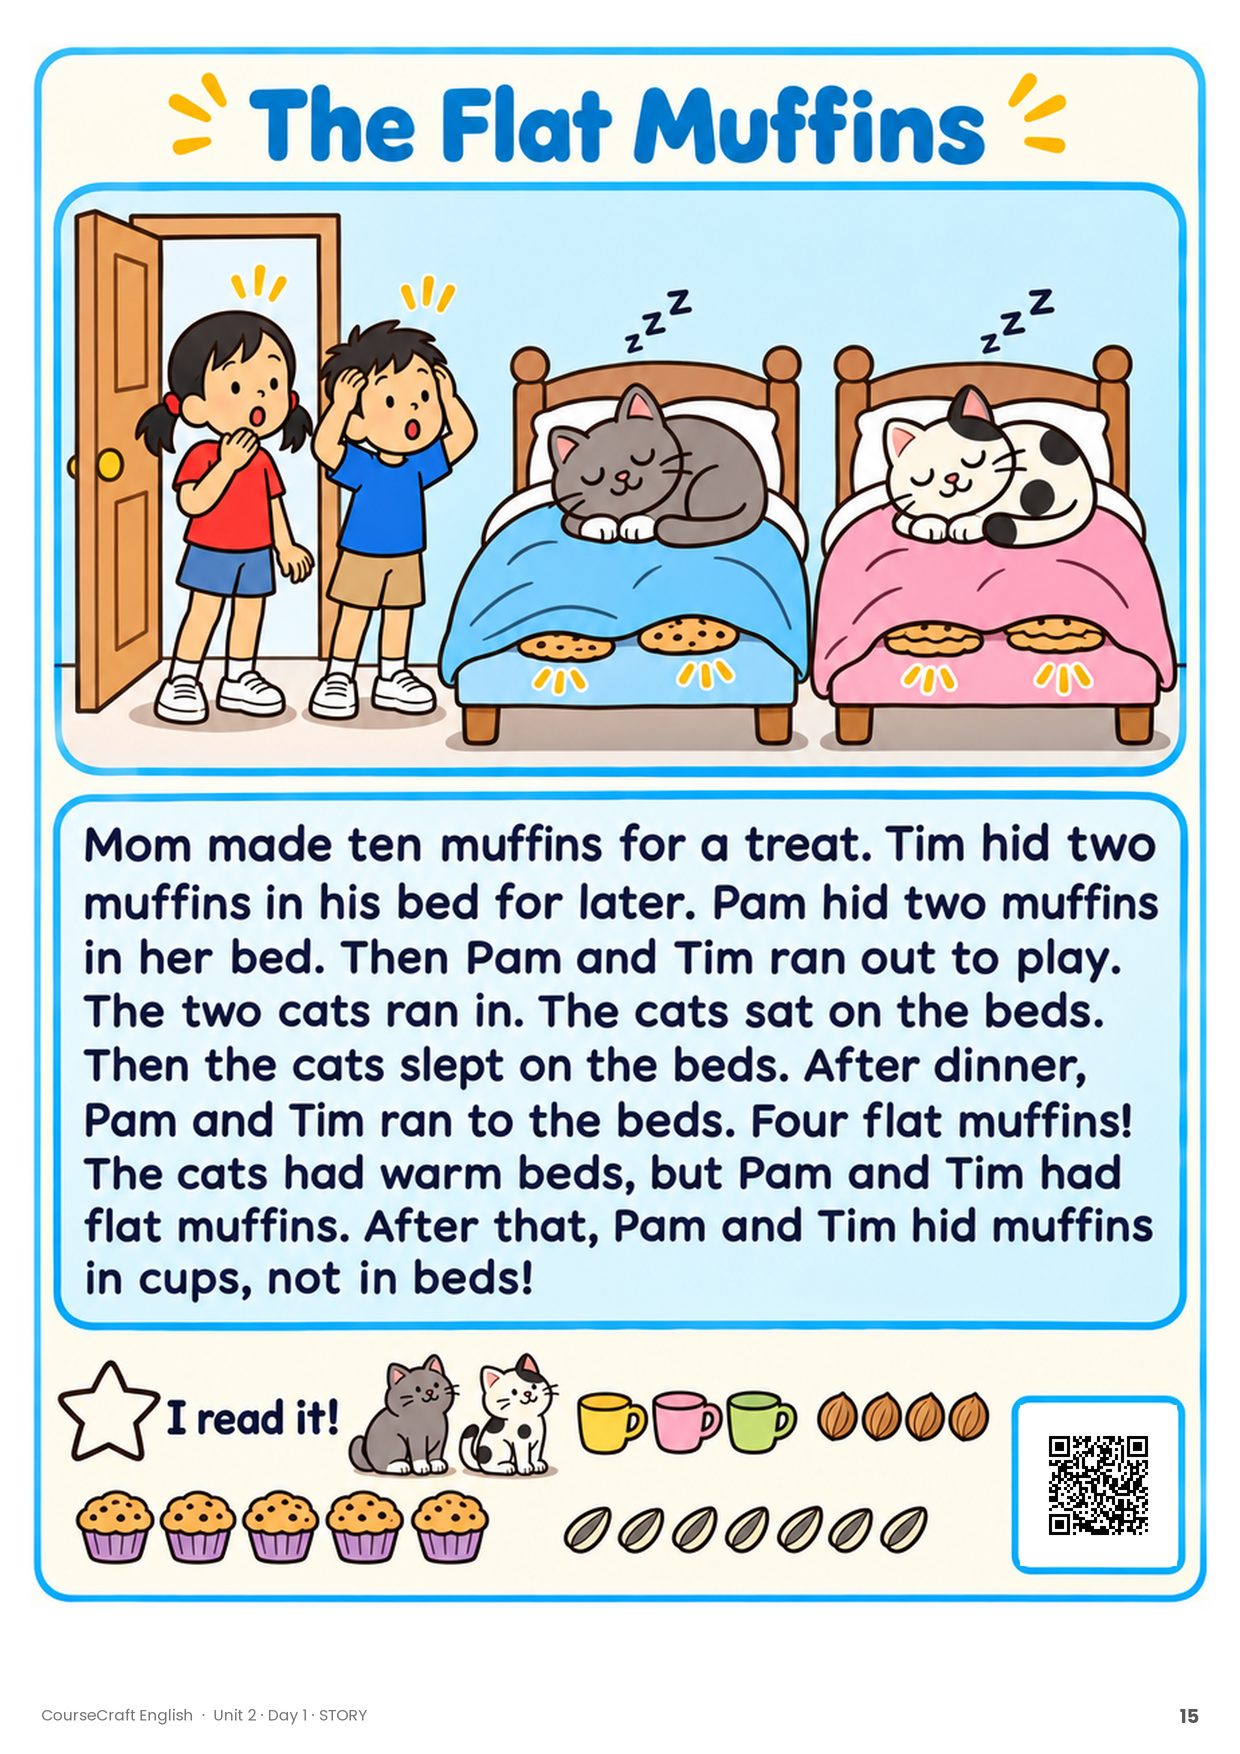 The Flat Muffins
z z z
z z z
Mom made ten muffins for a treat. Tim hid two
muffins in his bed for later. Pam hid two muffins
in her bed. Then Pam and Tim ran out to play.
The two cats ran in. The cats sat on the beds.
Then the cats slept on the beds. After dinner,
Pam and Tim ran to the beds. Four flat muffins!
The cats had warm beds, but Pam and Tim had
flat muffins. After that, Pam and Tim hid muffins
in cups, not in beds!
I read it!
CourseCraft English · Unit 2 · Day 1 · STORY
15